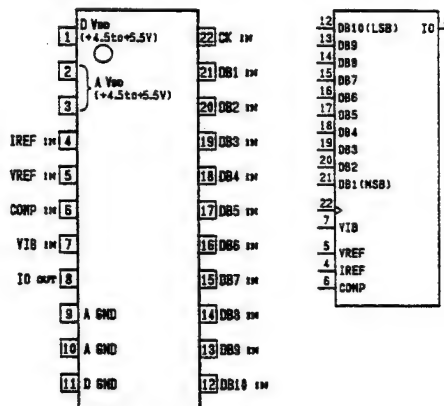 D VDD
(+4.5to+5.5V)
1
22 CK IN
2
A VDD
(+4.5to+5.5V)
21 DB1 IN
3
20 DB2 IN
IREF IN 4
19 DB3 IN
VREF IN 5
18 DB4 IN
COMP IN 6
17 DB5 IN
VIB IN 7
16 DB6 IN
IO OUT 8
15 DB7 IN
9 A GND
14 DB8 IN
10 A GND
13 DB9 IN
11 D GND
12 DB10 IN
12 DB10(LSB) IO
13 DB9
14 DB8
15 DB7
16 DB6
17 DB5
18 DB4
19 DB3
20 DB2
21 DB1(MSB)
22
7 VIB
5 VREF
4 IREF
6 COMP